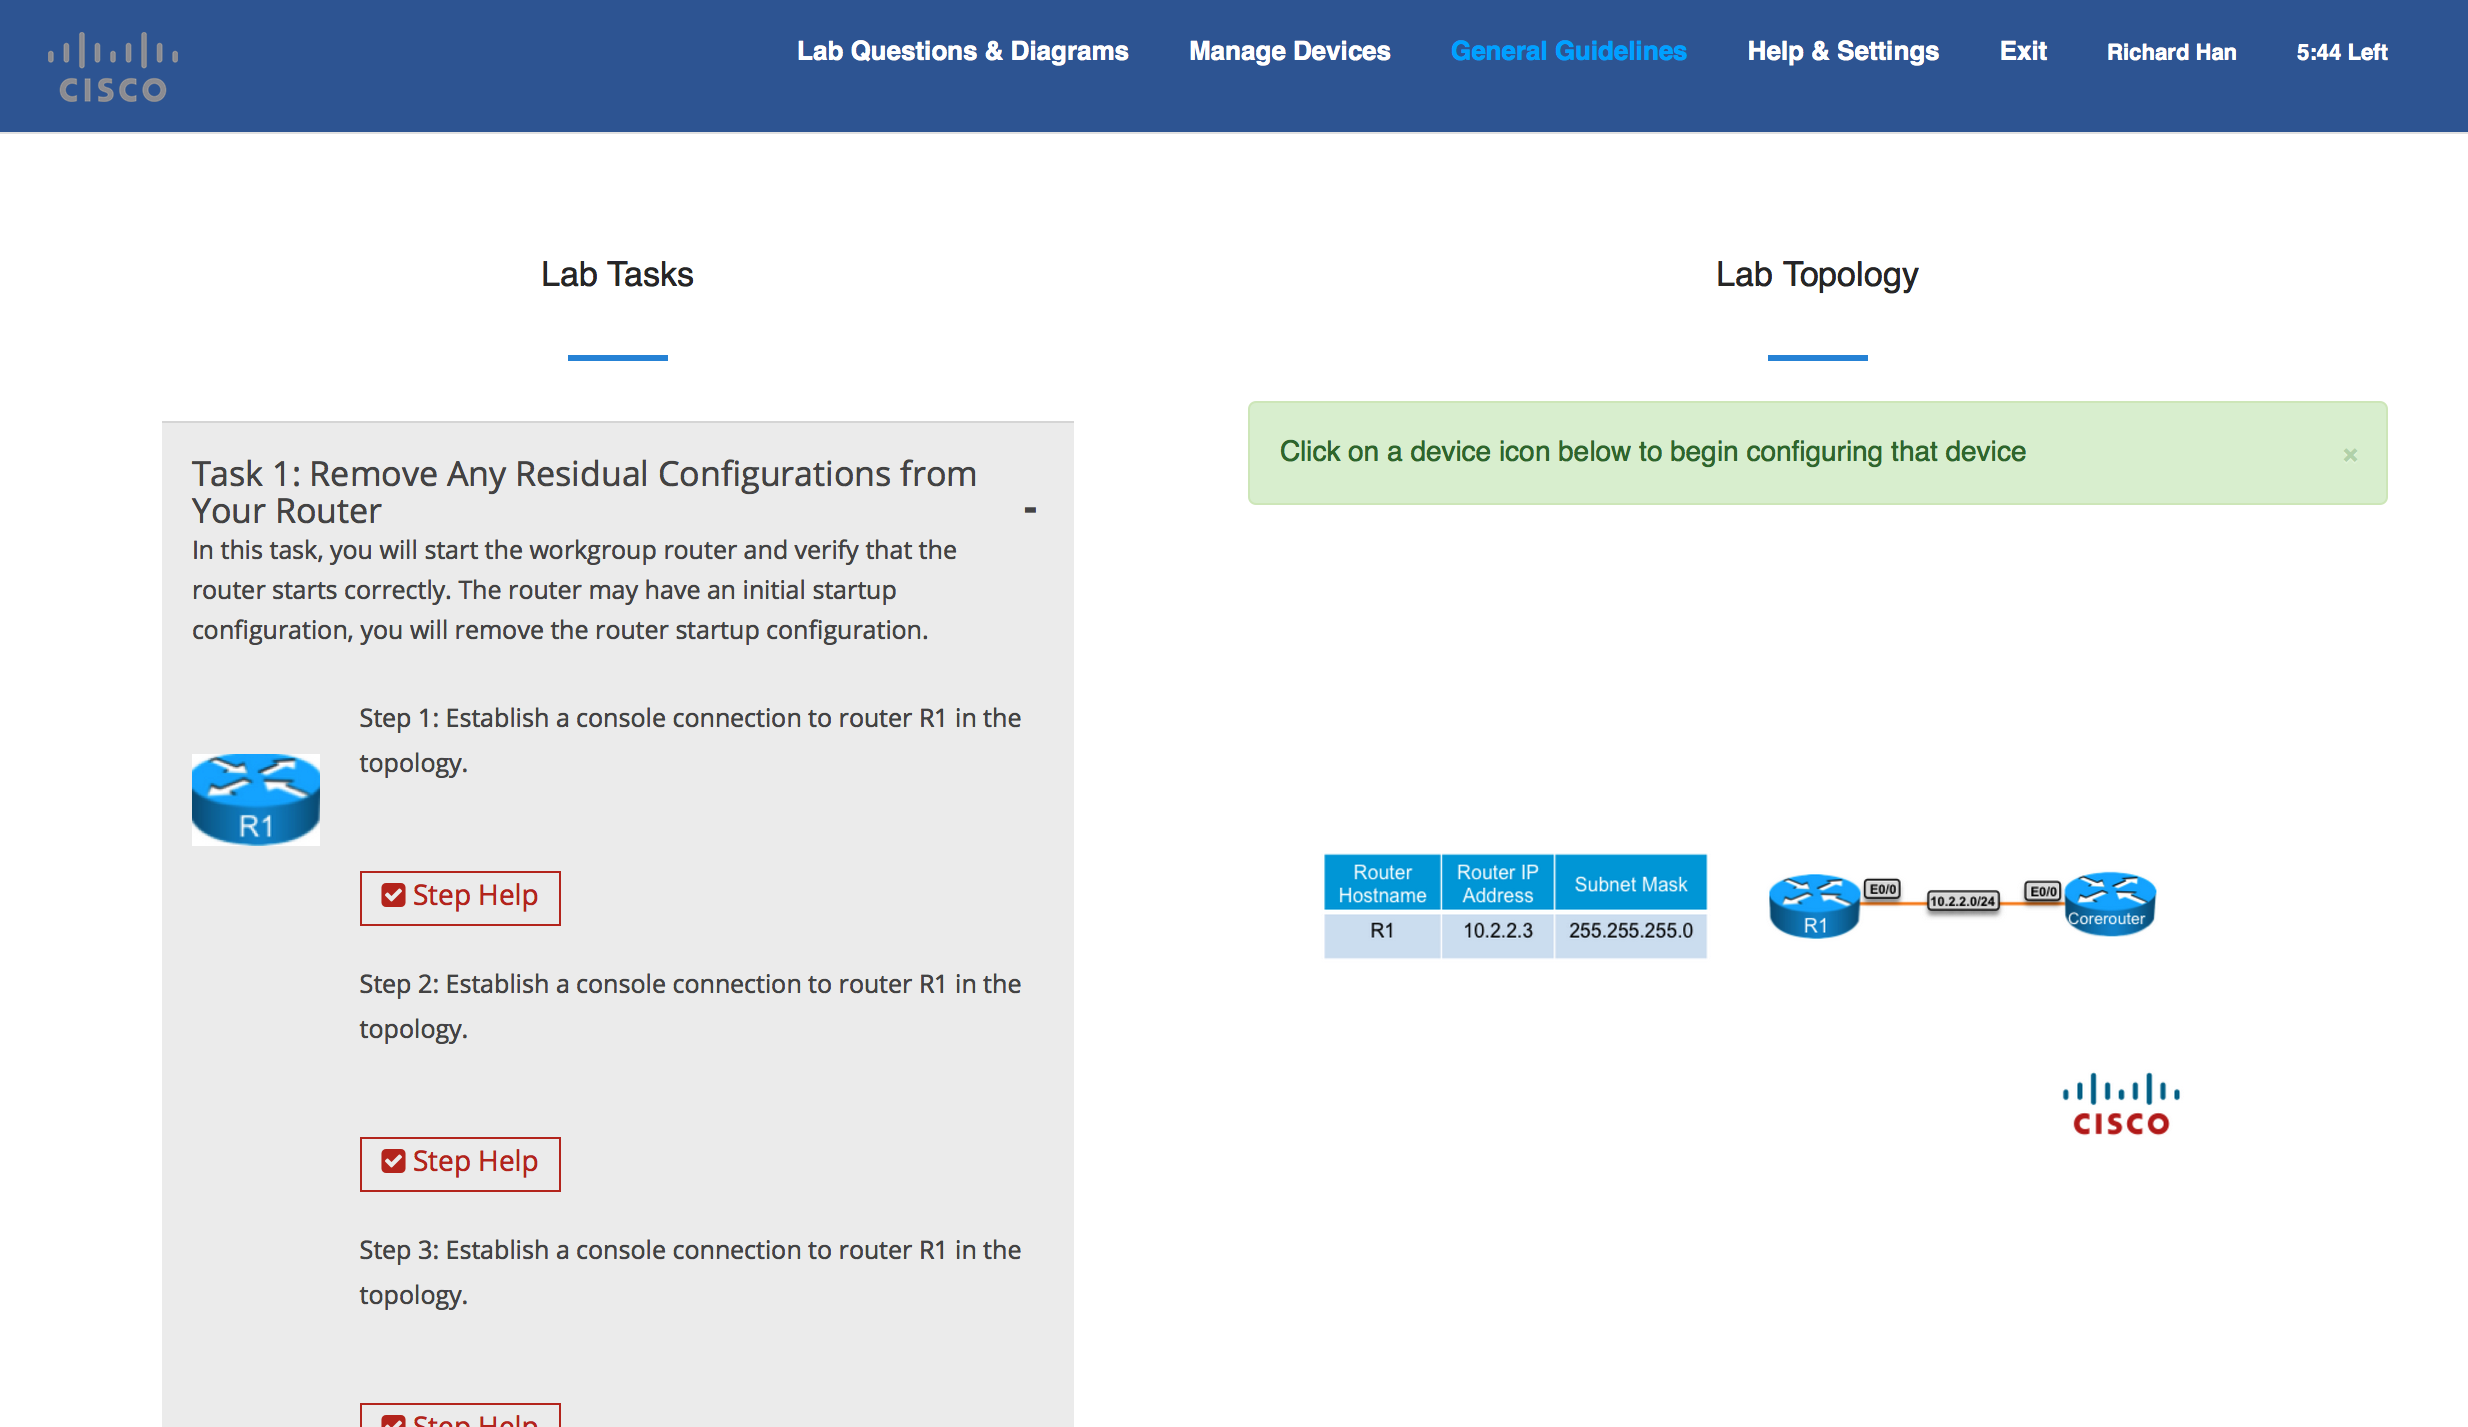 CISCO
Lab Questions & Diagrams
Manage Devices
General Guidelines
Help & Settings
Exit
Richard Han
5:44 Left
Lab Tasks
Task 1: Remove Any Residual Configurations from
Your Router
-
In this task, you will start the workgroup router and verify that the
router starts correctly. The router may have an initial startup
configuration, you will remove the router startup configuration.
R1
Step 1: Establish a console connection to router R1 in the
topology.
Step Help
Step 2: Establish a console connection to router R1 in the
topology.
Step Help
Step 3: Establish a console connection to router R1 in the
topology.
Step Help
Lab Topology
Click on a device icon below to begin configuring that device
×
Router Hostname
Router IP Address
Subnet Mask
R1
10.2.2.3
255.255.255.0
R1
E0/0
10.2.2.0/24
E0/0
Corerouter
CISCO